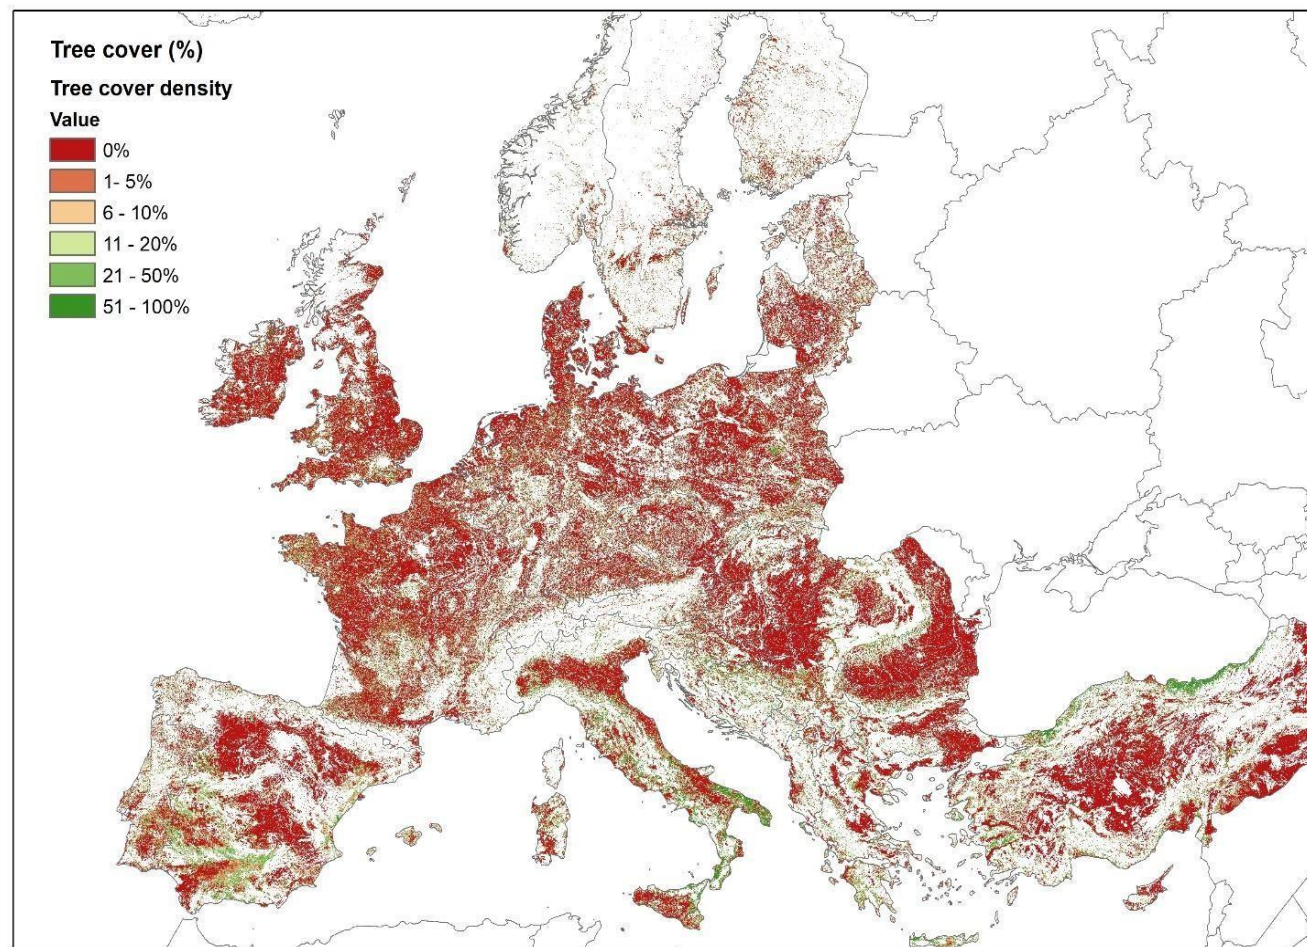 Tree cover (%)
Tree cover density
Value
0%
1- 5%
6 - 10%
11 - 20%
21 - 50%
51 - 100%